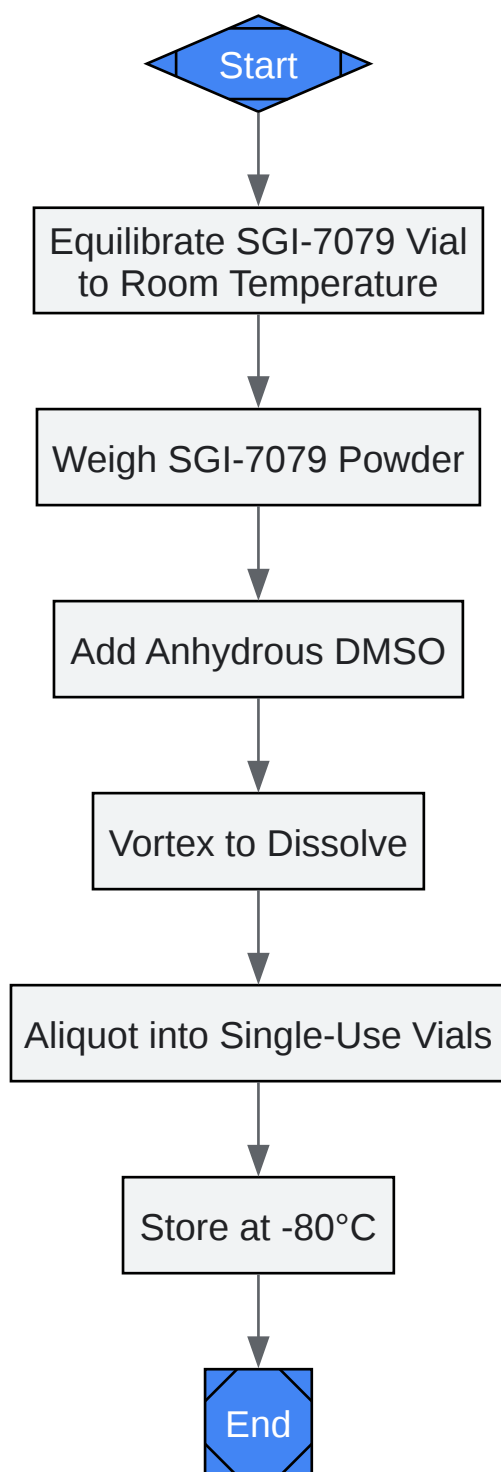 Start
Equilibrate SGI-7079 Vial
to Room Temperature
Weigh SGI-7079 Powder
Add Anhydrous DMSO
Vortex to Dissolve
Aliquot into Single-Use Vials
Store at -80°C
End